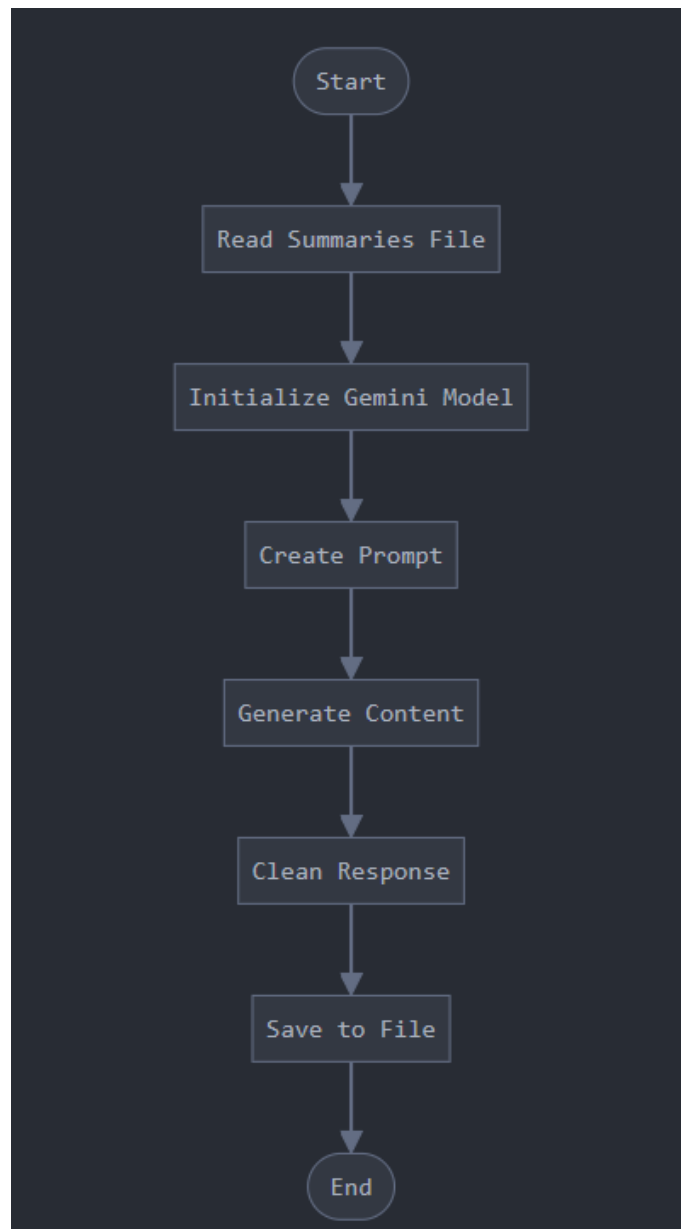 Start
Read Summaries File
Initialize Gemini Model
Create Prompt
Generate Content
Clean Response
Save to File
End